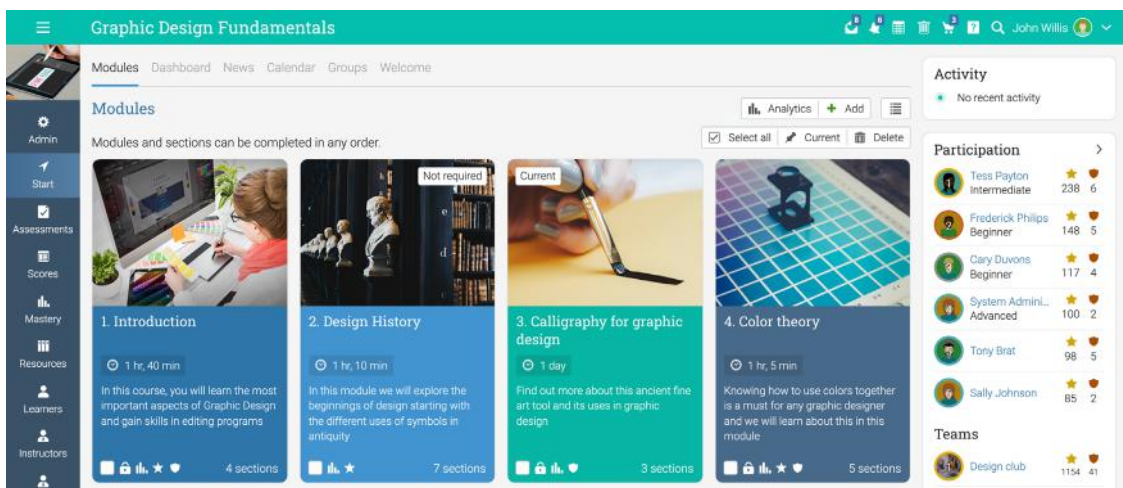 Graphic Design Fundamentals
8
6
3
?
John Willis
Modules Dashboard News Calendar Groups Welcome
Modules
Analytics Add
Modules and sections can be completed in any order.
Select all Current Delete
Admin
Start
Assessments
Scores
Mastery
Resources
Learners
Instructors
1. Introduction
1 hr, 40 min
In this course, you will learn the most
important aspects of Graphic Design
and gain skills in editing programs
4 sections
Not required
2. Design History
1 hr, 10 min
In this module we will explore the
beginnings of design starting with
the different uses of symbols in
antiquity
7 sections
Current
3. Calligraphy for graphic
design
1 day
Find out more about this ancient fine
art tool and its uses in graphic
design
3 sections
4. Color theory
1 hr, 5 min
Knowing how to use colors together
is a must for any graphic designer
and we will learn about this in this
module
5 sections
Activity
No recent activity
Participation
Tess Payton
Intermediate 238 6
Frederick Philips
Beginner 148 5
Cary Duvons
Beginner 117 4
System Admini...
Advanced 100 2
Tony Brat
98 5
Sally Johnson
85 2
Teams
Design club
1154 41